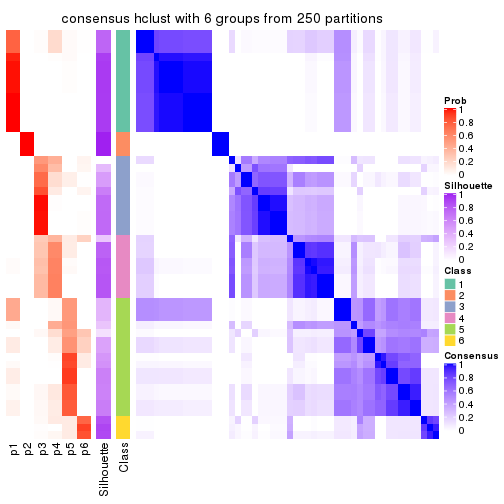 consensus hclust with 6 groups from 250 partitions
Prob
1
0.8
0.6
0.4
0.2
0
Silhouette
1
0.8
0.6
0.4
0.2
0
Class
1
2
3
4
5
6
Consensus
1
0.8
0.6
0.4
0.2
0
p1
p2
p3
p4
p5
p6
Silhouette
Class